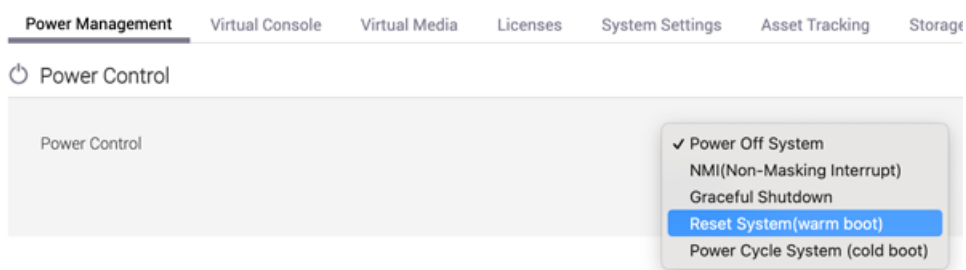 Power Management Virtual Console Virtual Media Licenses System Settings Asset Tracking Storage
Power Control
Power Control
✓ Power Off System
NMI(Non-Masking Interrupt)
Graceful Shutdown
Reset System(warm boot)
Power Cycle System (cold boot)